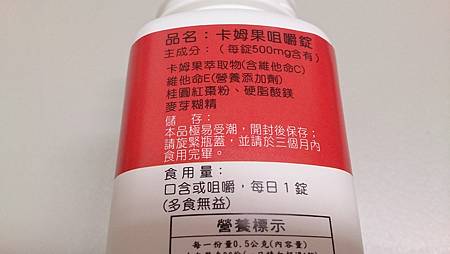 品名：卡姆果咀嚼錠
主成分：（每錠500mg含有）
卡姆果萃取物(含維他命C)
維他命E(營養添加劑)
桂圓紅棗粉、硬脂酸鎂
麥芽糊精
儲　存：
本品極易受潮，開封後保存；
請旋緊瓶蓋，並請於三個月內
食用完畢。
食用量：
口含或咀嚼，每日1錠
(多食無益)
營養標示
每一份量0.5公克(內容量)